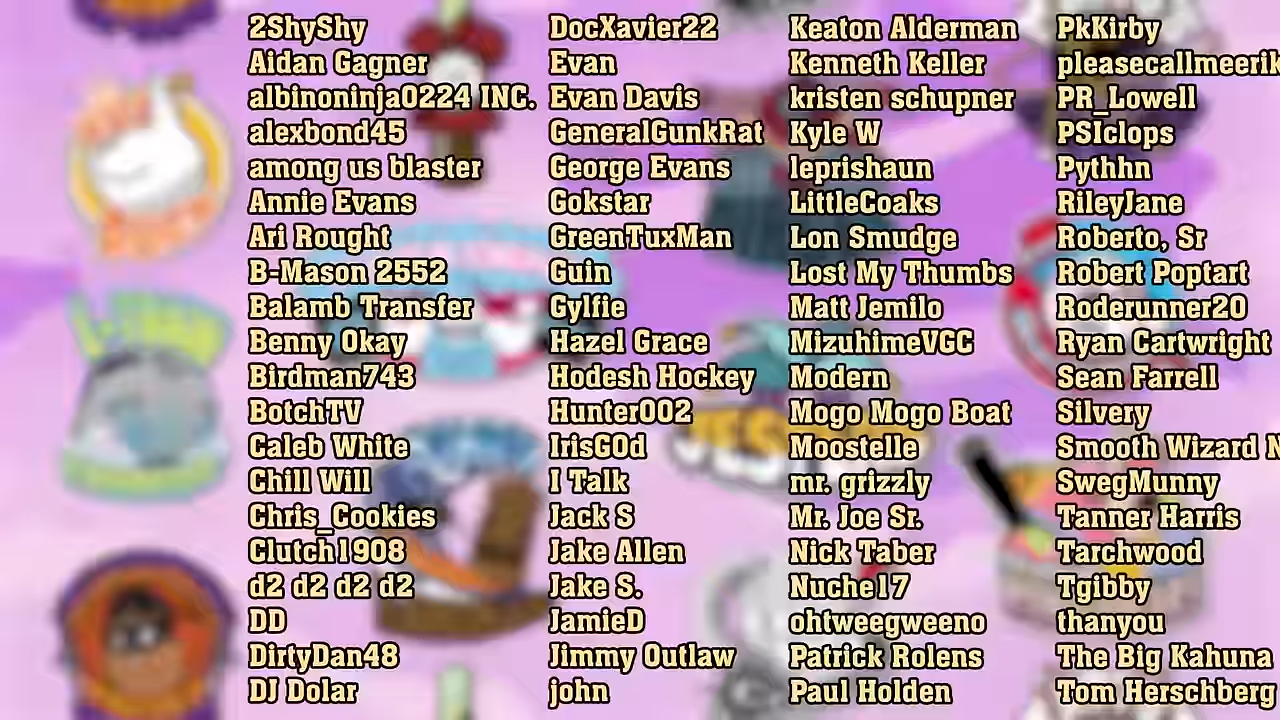 2ShyShy
Aidan Gagner
albinoninja0224 INC.
alexbond45
among us blaster
Annie Evans
Ari Rought
B-Mason 2552
Balamb Transfer
Benny Okay
Birdman743
BotchTV
Caleb White
Chill Will
Chris_Cookies
Clutch1908
d2 d2 d2 d2
DD
DirtyDan48
DJ Dolar
DocXavier22
Evan
Evan Davis
GeneralGunkRat
George Evans
Gokstar
GreenTuxMan
Guin
Gylfie
Hazel Grace
Hodesh Hockey
Hunter002
IrisG0d
I Talk
Jack S
Jake Allen
Jake S.
JamieD
Jimmy Outlaw
john
Keaton Alderman
Kenneth Keller
kristen schupner
Kyle W
leprishaun
LittleCoaks
Lon Smudge
Lost My Thumbs
Matt Jemilo
MizuhimeVGC
Modern
Mogo Mogo Boat
Moostelle
mr. grizzly
Mr. Joe Sr.
Nick Taber
Nuche17
ohtweegweeno
Patrick Rolens
Paul Holden
PkKirby
pleasecallmeerik
PR_Lowell
PSIclops
Pythhn
RileyJane
Roberto, Sr
Robert Poptart
Roderunner20
Ryan Cartwright
Sean Farrell
Silvery
Smooth Wizard
SwegMunny
Tanner Harris
Tarchwood
Tgibby
thanyou
The Big Kahuna
Tom Herschberg